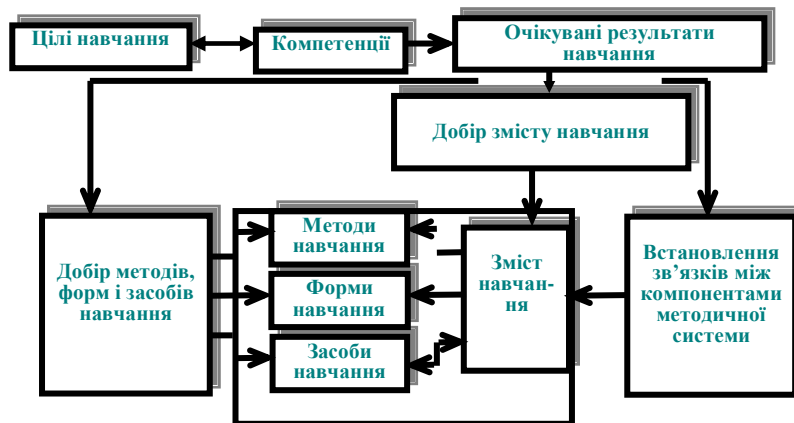 Цілі навчання
Компетенції
Очікувані результати
навчання
Добір змісту навчання
Добір методів,
форм і засобів
навчання
Методи
навчання
Форми
навчання
Засоби
навчання
Зміст
навчан-
ня
Встановлення
зв’язків між
компонентами
методичної
системи